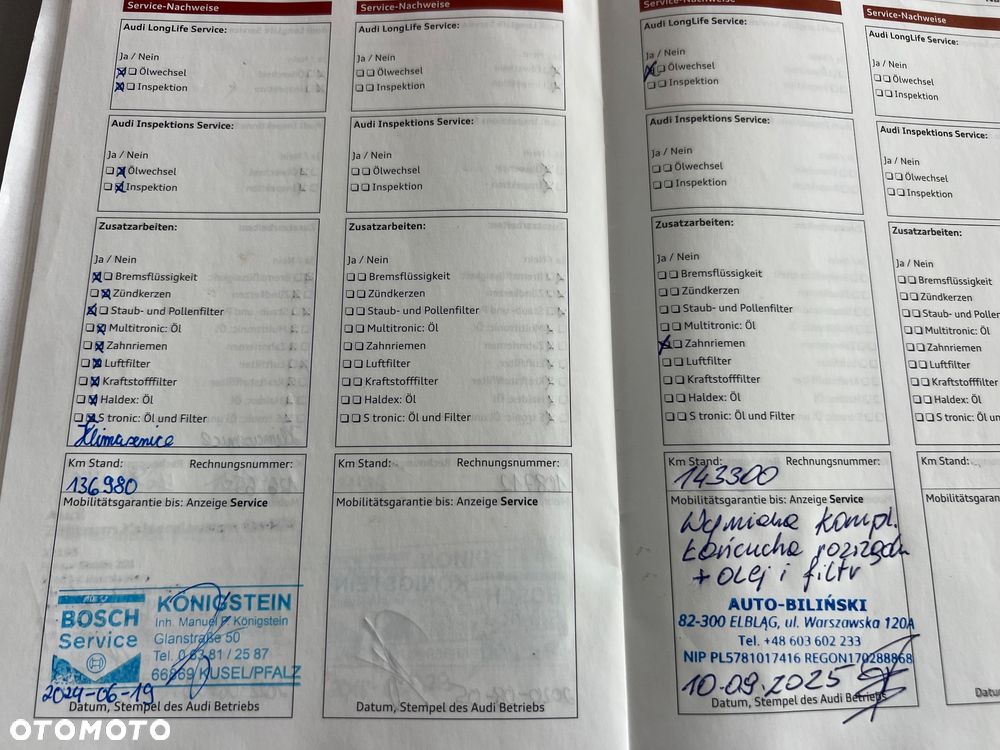 Service-Nachweise
Audi LongLife Service:
Ja / Nein
Ölwechsel
Inspektion
Audi Inspektions Service:
Ja / Nein
Ölwechsel
Inspektion
Zusatzarbeiten:
Ja / Nein
Bremsflüssigkeit
Zündkerzen
Staub- und Pollenfilter
Multitronic: Öl
Zahnriemen
Luftfilter
Kraftstofffilter
Haldex: Öl
S tronic: Öl und Filter
Klimasenice
Km Stand: Rechnungsnummer:
136980
Mobilitätsgarantie bis: Anzeige Service
BOSCH
Service
KÖNIGSTEIN
Inh. Manuel P. Königstein
Glanstraße 50
Tel. 0 63 81 / 25 87
66869 KUSEL/PFALZ
2024-06-19
Datum, Stempel des Audi Betriebs
Service-Nachweise
Audi LongLife Service:
Ja / Nein
Ölwechsel
Inspektion
Audi Inspektions Service:
Ja / Nein
Ölwechsel
Inspektion
Zusatzarbeiten:
Ja / Nein
Bremsflüssigkeit
Zündkerzen
Staub- und Pollenfilter
Multitronic: Öl
Zahnriemen
Luftfilter
Kraftstofffilter
Haldex: Öl
S tronic: Öl und Filter
Km Stand: Rechnungsnummer:
Mobilitätsgarantie bis: Anzeige Service
Datum, Stempel des Audi Betriebs
Service-Nachweise
Audi LongLife Service:
Ja / Nein
Ölwechsel
Inspektion
Audi Inspektions Service:
Ja / Nein
Ölwechsel
Inspektion
Zusatzarbeiten:
Ja / Nein
Bremsflüssigkeit
Zündkerzen
Staub- und Pollenfilter
Multitronic: Öl
Zahnriemen
Luftfilter
Kraftstofffilter
Haldex: Öl
S tronic: Öl und Filter
Km Stand: Rechnungsnummer:
143300
Mobilitätsgarantie bis: Anzeige Service
Wymiana kompl.
Łańcucha rozrządu
+ olej i filtr
AUTO-BILIŃSKI
82-300 ELBLĄG, ul. Warszawska 120A
Tel. +48 603 602 233
NIP PL5781017416 REGON170288868
10.09.2025
Datum, Stempel des Audi Betriebs
Service-Nachweise
Audi LongLife Service:
Ja / Nein
Ölwechsel
Inspektion
Audi Inspektions Service:
Ja / Nein
Ölwechsel
Inspektion
Zusatzarbeiten:
Ja / Nein
Bremsflüssigkeit
Zündkerzen
Staub- und Pollen
Multitronic: Öl
Zahnriemen
Luftfilter
Kraftstofffilter
Haldex: Öl
S tronic: Öl und
Km Stand:
Mobilitätsgarantie
Datu
OTOMOTO